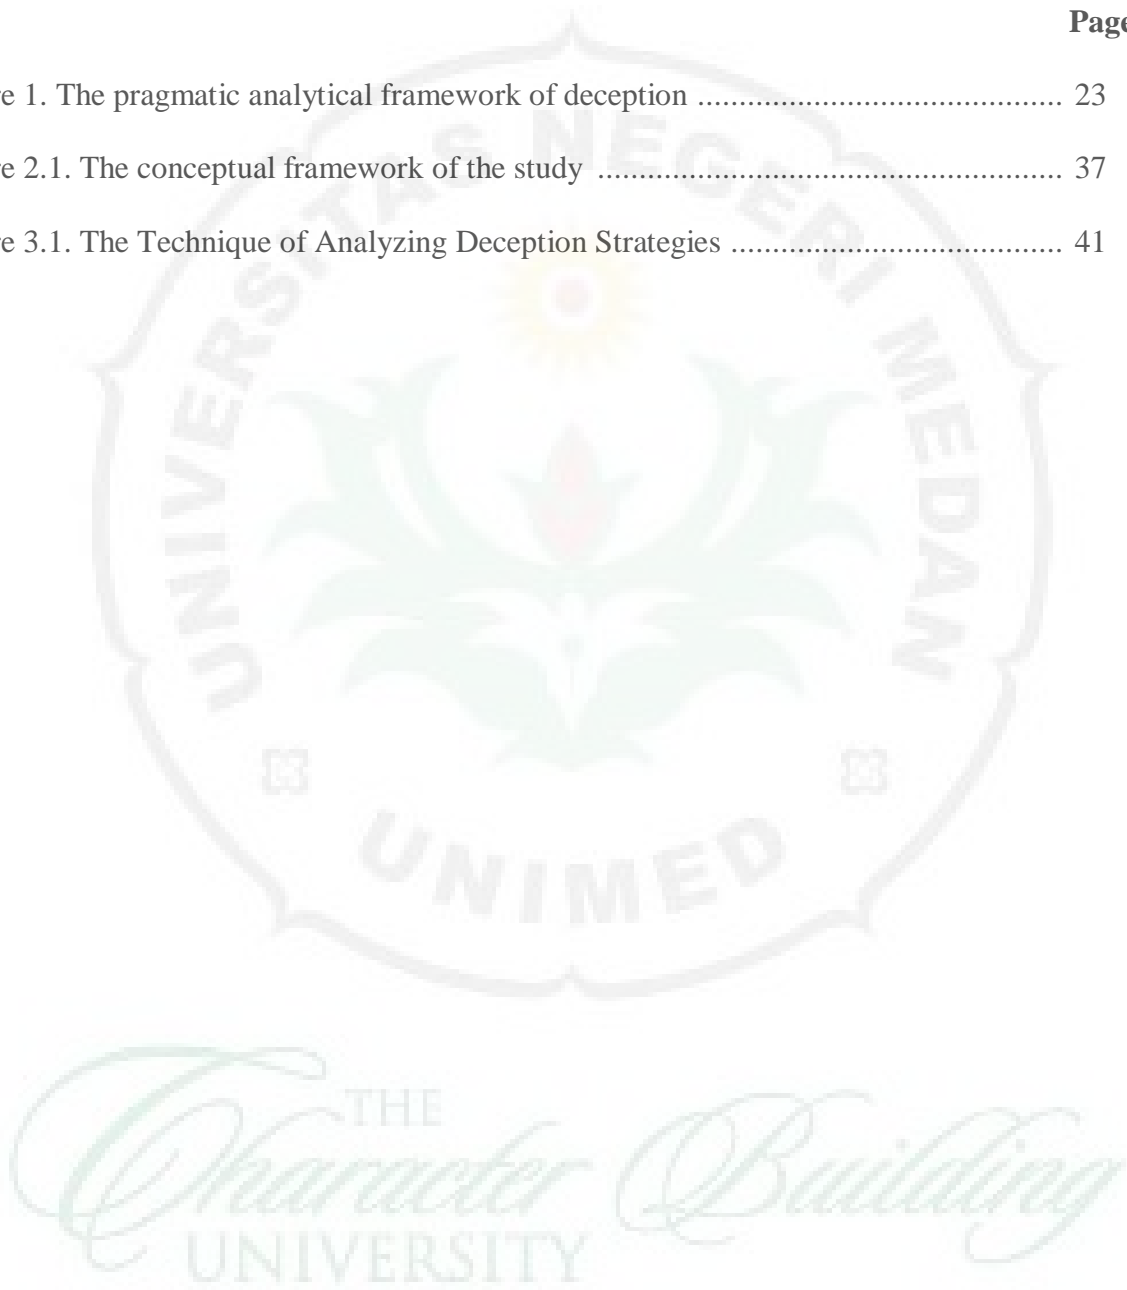 Page
re 1. The pragmatic analytical framework of deception ............................................. 23
re 2.1. The conceptual framework of the study ......................................................... 37
re 3.1. The Technique of Analyzing Deception Strategies ......................................... 41
UNIVERSITAS NEGERI MEDAN
UNIMED
THE
Character Building
UNIVERSITY